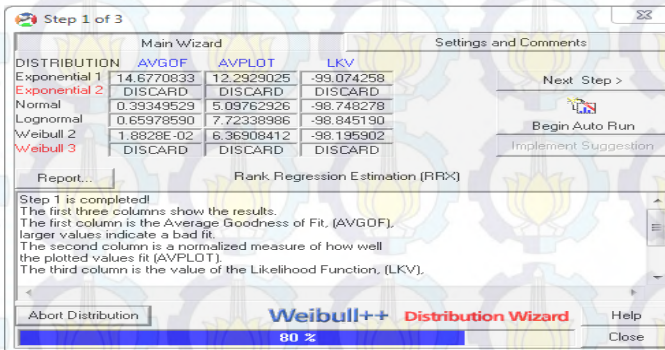 Step 1 of 3
Main Wizard Settings and Comments
DISTRIBUTION AVGOF AVPLOT LKV
Exponential 1 14.6770833 12.2929025 -99.074258
Exponential 2 DISCARD DISCARD DISCARD
Normal 0.39349529 5.09762926 -98.748278
Lognormal 0.65978590 7.72338986 -98.845190
Weibull 2 1.8828E-02 6.36908412 -98.195902
Weibull 3 DISCARD DISCARD DISCARD
Next Step >
Begin Auto Run
Implement Suggestion
Report... Rank Regression Estimation (RRX)
Step 1 is completed!
The first three columns show the results.
The first column is the Average Goodness of Fit, (AVGOF),
larger values indicate a bad fit.
The second column is a normalized measure of how well
the plotted values fit (AVPLOT).
The third column is the value of the Likelihood Function, (LKV),
Abort Distribution Weibull++ Distribution Wizard Help
80 % Close